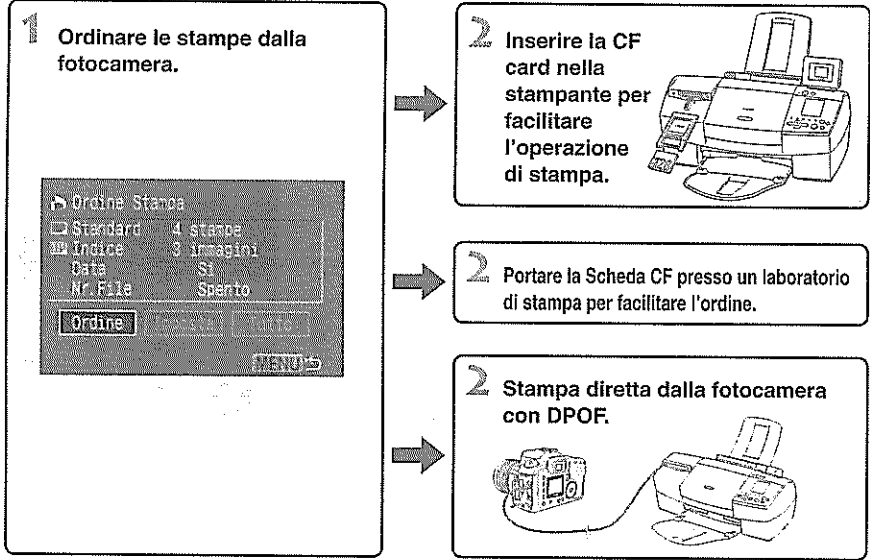 1
Ordinare le stampe dalla
fotocamera.
Ordine Stampa
Standard 4 stampe
Indice 3 immagini
Data Sì
Nr.File Spento
Ordine
MENU
2
Inserire la CF
card nella
stampante per
facilitare
l'operazione
di stampa.
2
Portare la Scheda CF presso un laboratorio
di stampa per facilitare l'ordine.
2
Stampa diretta dalla fotocamera
con DPOF.